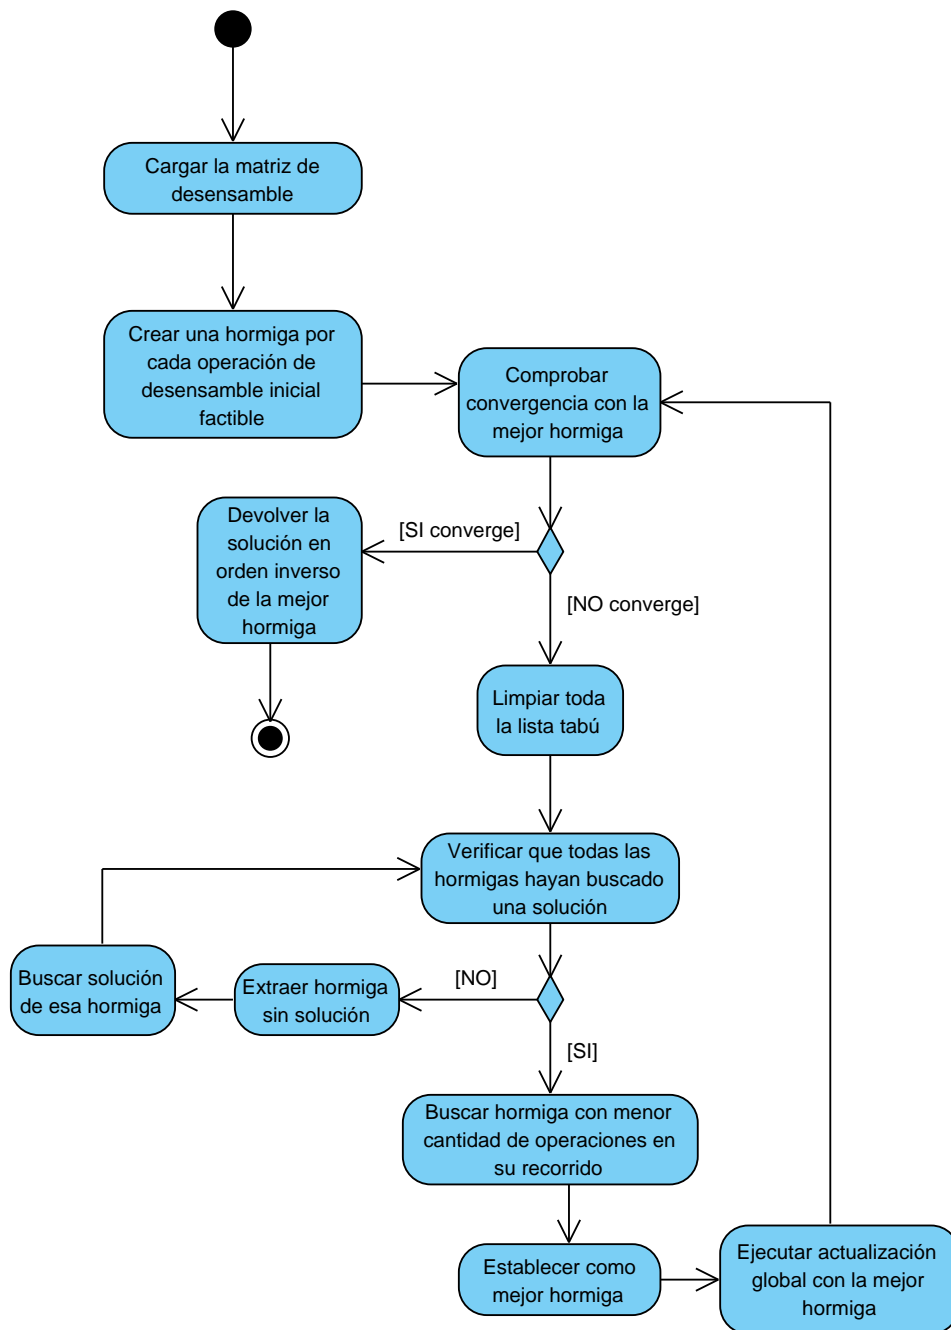 Cargar la matriz de
desensamble
Crear una hormiga por
cada operación de
desensamble inicial
factible
Comprobar
convergencia con la
mejor hormiga
Devolver la
solución en
orden inverso
de la mejor
hormiga
[SI converge]
[NO converge]
Limpiar toda
la lista tabú
Verificar que todas las
hormigas hayan buscado
una solución
Buscar solución
de esa hormiga
Extraer hormiga
sin solución
[NO]
[SI]
Buscar hormiga con menor
cantidad de operaciones en
su recorrido
Establecer como
mejor hormiga
Ejecutar actualización
global con la mejor
hormiga